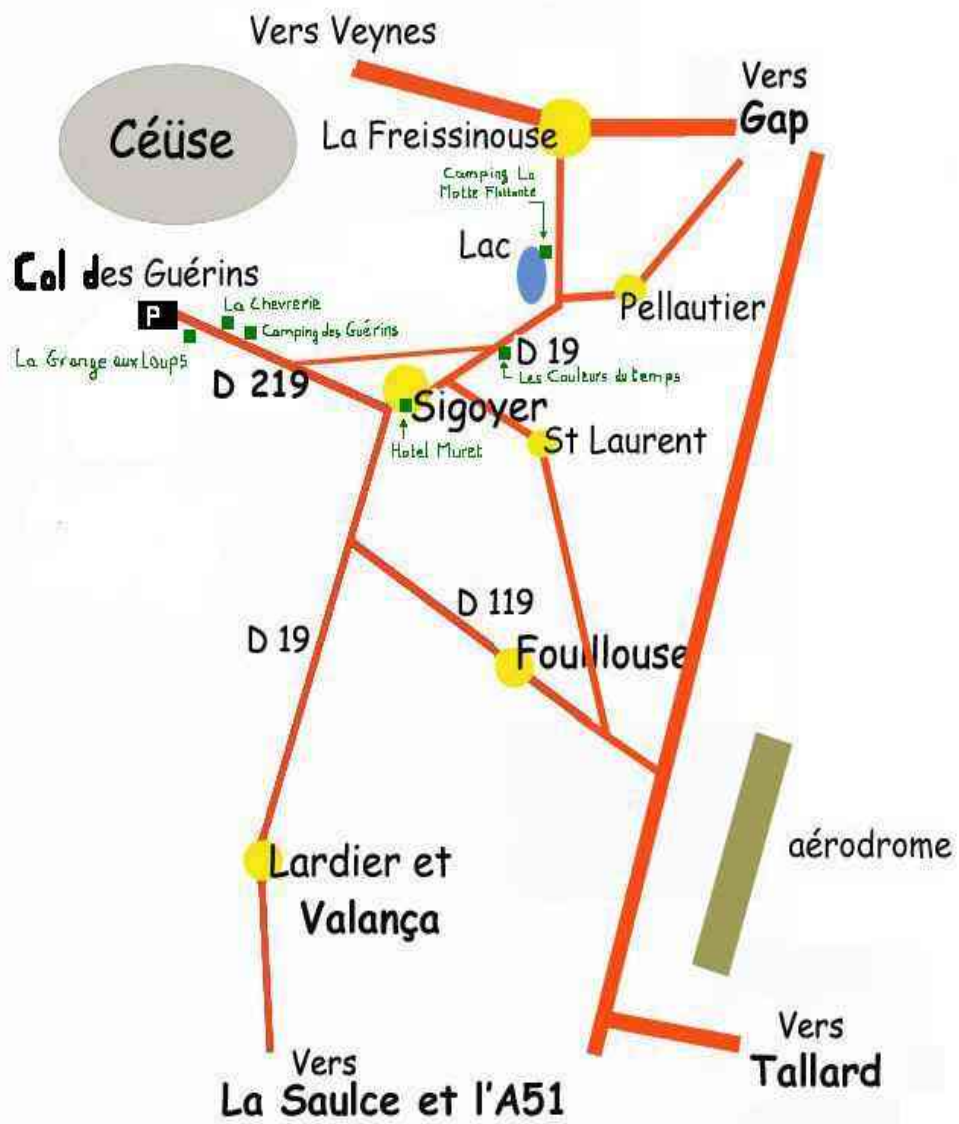 Vers Veynes
Vers
Gap
Céüse
La Freissinouse
Camping La
Motte Flottante
Lac
Col des Guérins
Pellautier
P
La Chevrerie
Camping des Guérins
La Grange aux Loups
D 19
Les Couleurs du temps
D 219
Sigoyer
St Laurent
Hotel Muret
D 119
D 19
Fouillouse
aérodrome
Lardier et
Valança
Vers
Tallard
Vers
La Saulce et l'A51